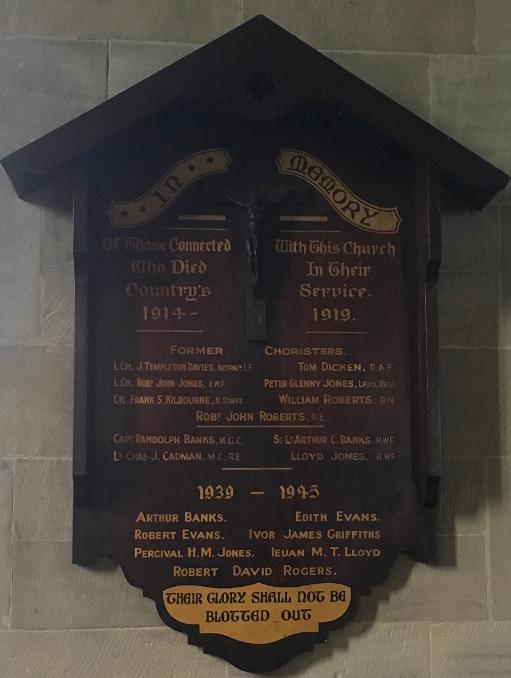 IN MEMORY
Of Those Connected With This Church
Who Died In Their
Country's Service.
1914 - 1919.
FORMER CHORISTERS.
L.CPL. J. TEMPLETON DAVIES, AUSTRALN L.F. TOM DICKEN, R.A.F.
L.CPL. ROBT JOHN JONES, R.W.F. PETER GLENNY JONES, LPOOL REGT
CPL. FRANK S. KILBOURNE, N. STAFFS. WILLIAM ROBERTS, R.N.
ROBT. JOHN ROBERTS, R.E.
CAPT RANDOLPH BANKS, M.G.C. ST-LT ARTHUR C. BANKS, R.W.F.
LT CHAS J. CADMAN, M.C. R.E. LLOYD JONES, R.W.F.
1939 - 1945
ARTHUR BANKS. EDITH EVANS.
ROBERT EVANS. IVOR JAMES GRIFFITHS
PERCIVAL H.M. JONES. IEUAN M. T. LLOYD
ROBERT DAVID ROGERS.
THEIR GLORY SHALL NOT BE
BLOTTED OUT